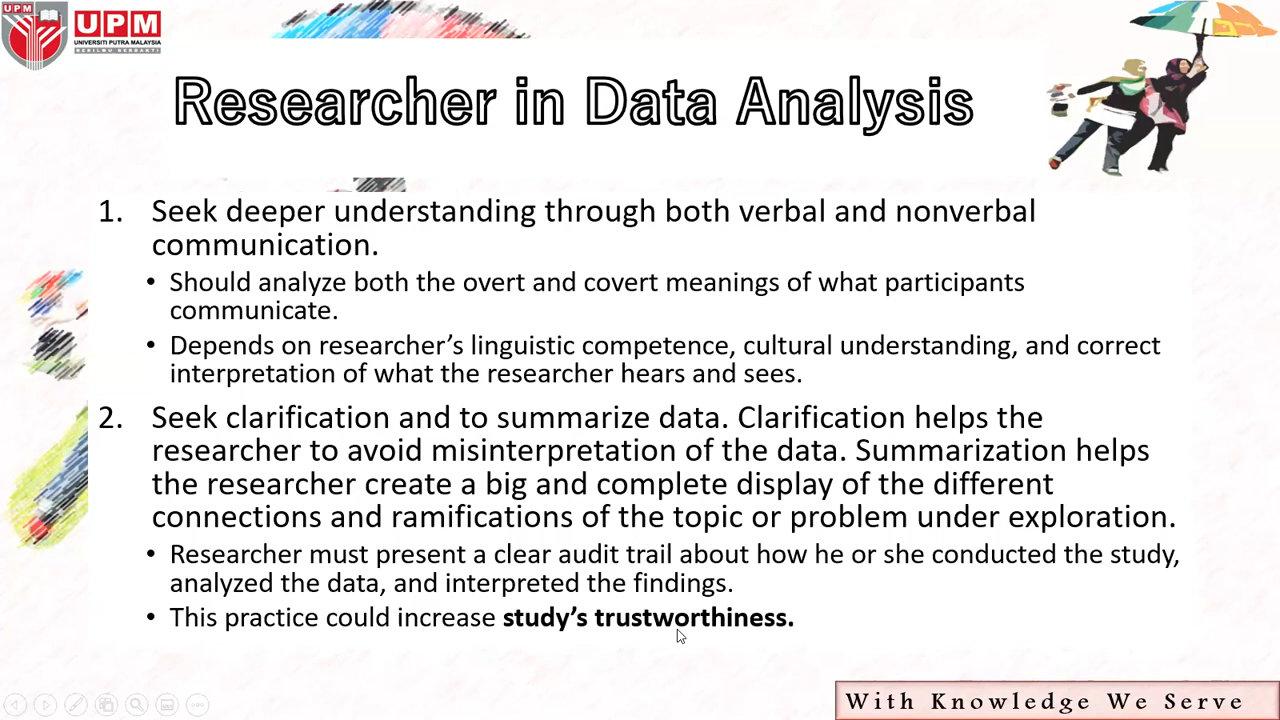 UPM
UPM
UNIVERSITI PUTRA MALAYSIA
BERILMU BERBAKTI
Researcher in Data Analysis
1. Seek deeper understanding through both verbal and nonverbal
communication.
• Should analyze both the overt and covert meanings of what participants
communicate.
• Depends on researcher’s linguistic competence, cultural understanding, and correct
interpretation of what the researcher hears and sees.
2. Seek clarification and to summarize data. Clarification helps the
researcher to avoid misinterpretation of the data. Summarization helps
the researcher create a big and complete display of the different
connections and ramifications of the topic or problem under exploration.
• Researcher must present a clear audit trail about how he or she conducted the study,
analyzed the data, and interpreted the findings.
• This practice could increase study’s trustworthiness.
With Knowledge We Serve